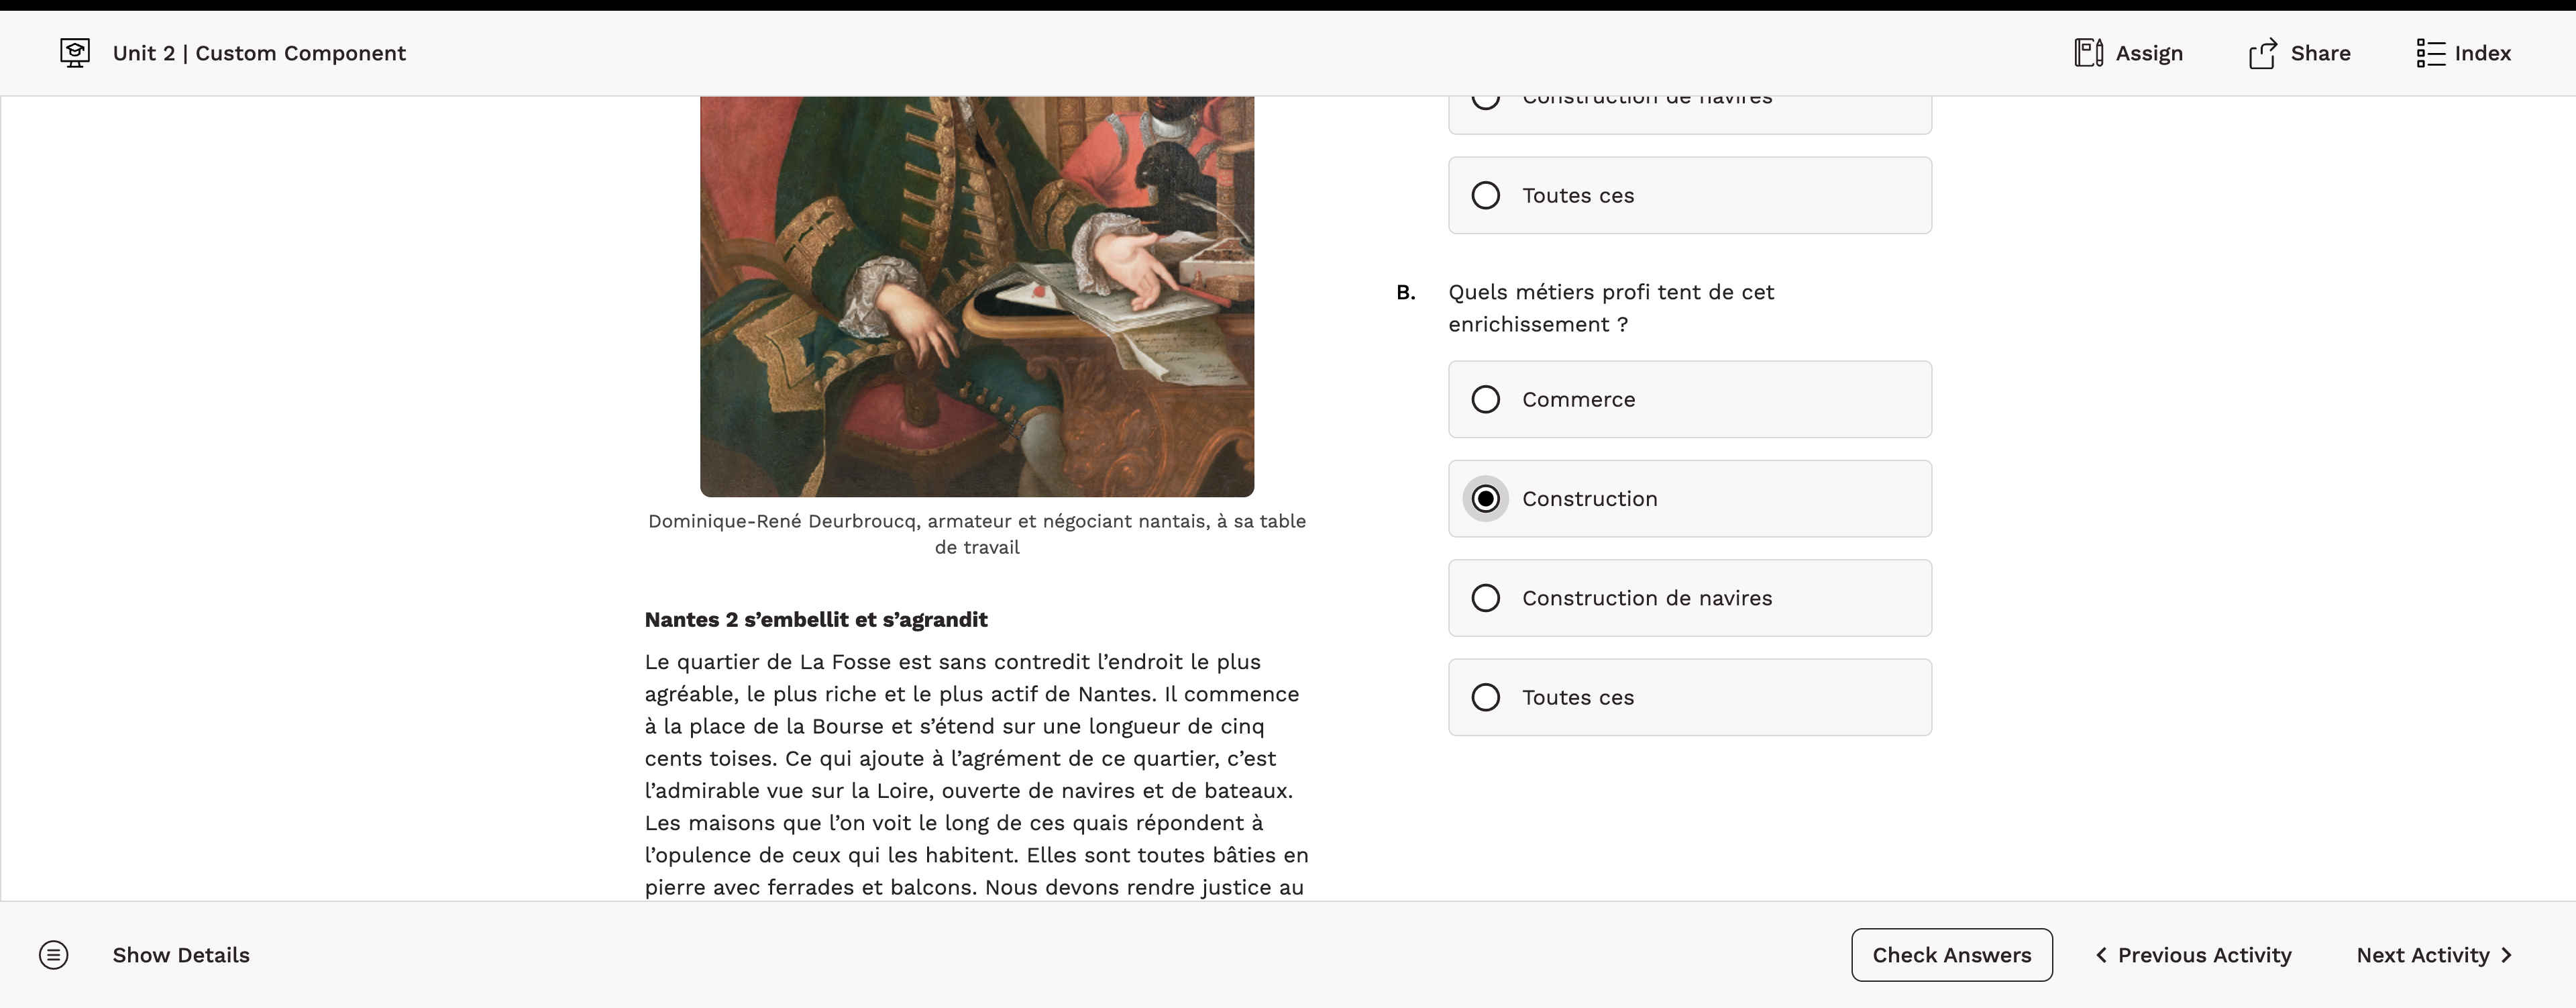 Unit 2 | Custom Component
Assign
Share
Index
Dominique-René Deurbroucq, armateur et négociant nantais, à sa table
de travail
Nantes 2 s’embellit et s’agrandit
Le quartier de La Fosse est sans contredit l’endroit le plus
agréable, le plus riche et le plus actif de Nantes. Il commence
à la place de la Bourse et s’étend sur une longueur de cinq
cents toises. Ce qui ajoute à l’agrément de ce quartier, c’est
l’admirable vue sur la Loire, ouverte de navires et de bateaux.
Les maisons que l’on voit le long de ces quais répondent à
l’opulence de ceux qui les habitent. Elles sont toutes bâties en
pierre avec ferrades et balcons. Nous devons rendre justice au
Construction de navires
Toutes ces
B. Quels métiers profi tent de cet
enrichissement ?
Commerce
Construction
Construction de navires
Toutes ces
Show Details
Check Answers
Previous Activity
Next Activity